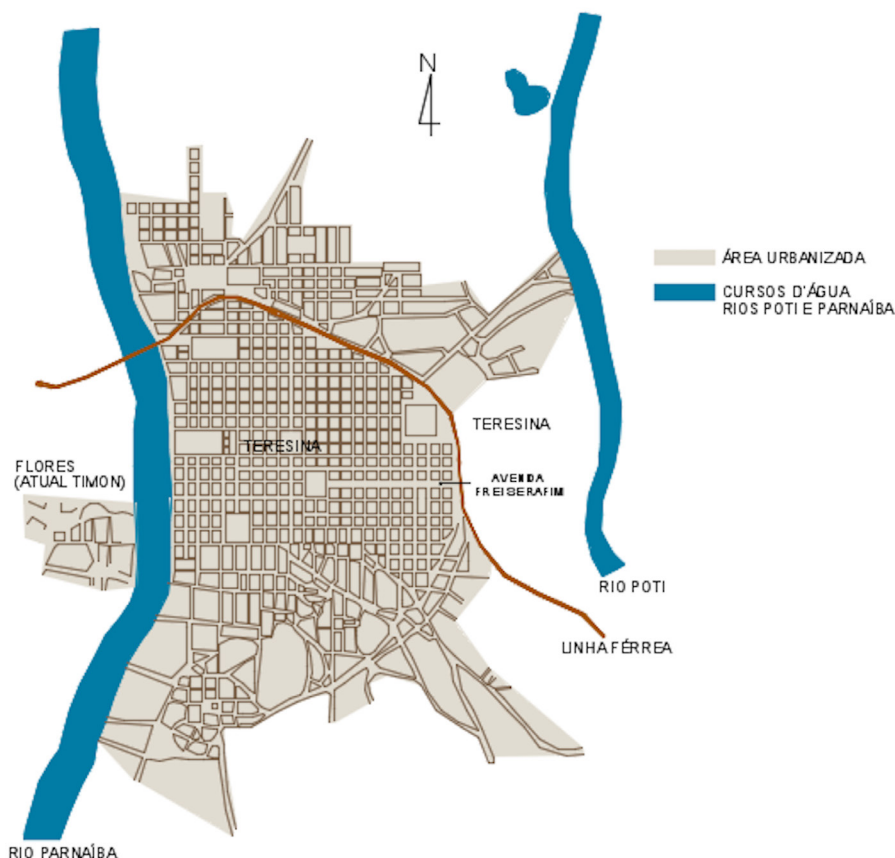 N
ÁREA URBANIZADA
CURSOS D'ÁGUA
RIOS POTI E PARNAÍBA
TERESINA
TERESINA
FLORES
(ATUAL TIMON)
AVENIDA
FREI SERAFIM
RIO POTI
LINHA FÉRREA
RIO PARNAÍBA